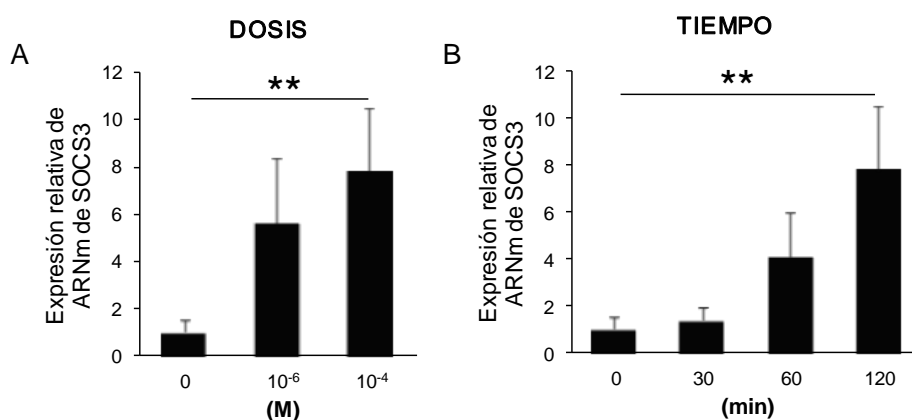 A
DOSIS
Expresión relativa de
ARNm de SOCS3
12
10
8
6
4
2
0
**
0
10⁻⁶
10⁻⁴
(M)
B
TIEMPO
Expresión relativa de
ARNm de SOCS3
12
10
8
6
4
2
0
**
0
30
60
120
(min)